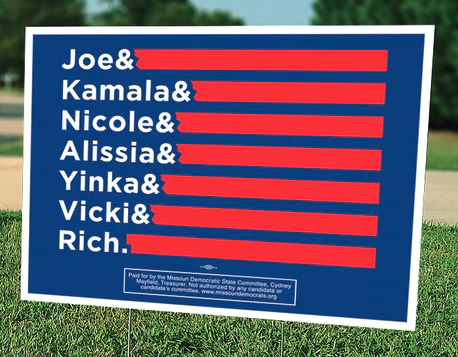 Joe&
Kamala&
Nicole&
Alissia&
Yinka&
Vicki&
Rich.
Paid for by the Missouri Democratic State Committee, Cydney
Mayfield, Treasurer. Not authorized by any candidate or
candidate's committee. www.missouridemocrats.org